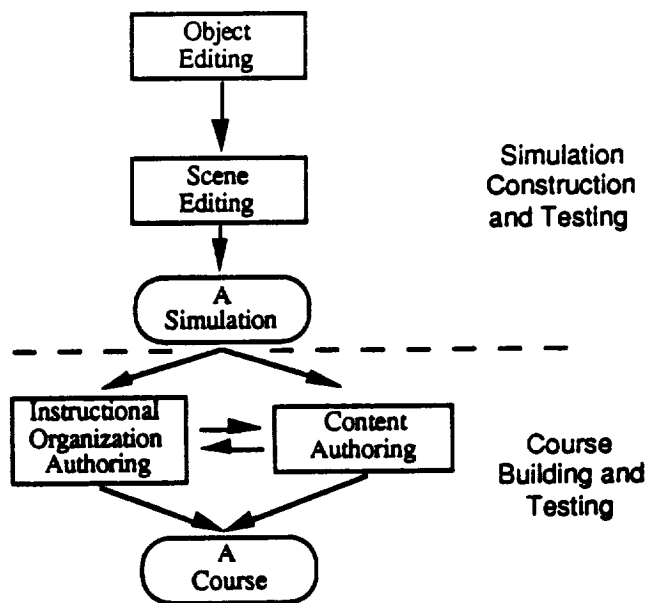 Object
Editing
Scene
Editing
Simulation
Construction
and Testing
A
Simulation
Instructional
Organization
Authoring
Content
Authoring
Course
Building and
Testing
A
Course